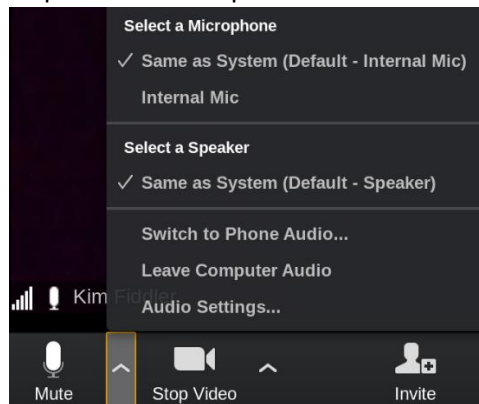 Select a Microphone
✓ Same as System (Default - Internal Mic)
Internal Mic
Select a Speaker
✓ Same as System (Default - Speaker)
Switch to Phone Audio...
Leave Computer Audio
Kim Fiddler
Audio Settings...
Mute
Stop Video
Invite